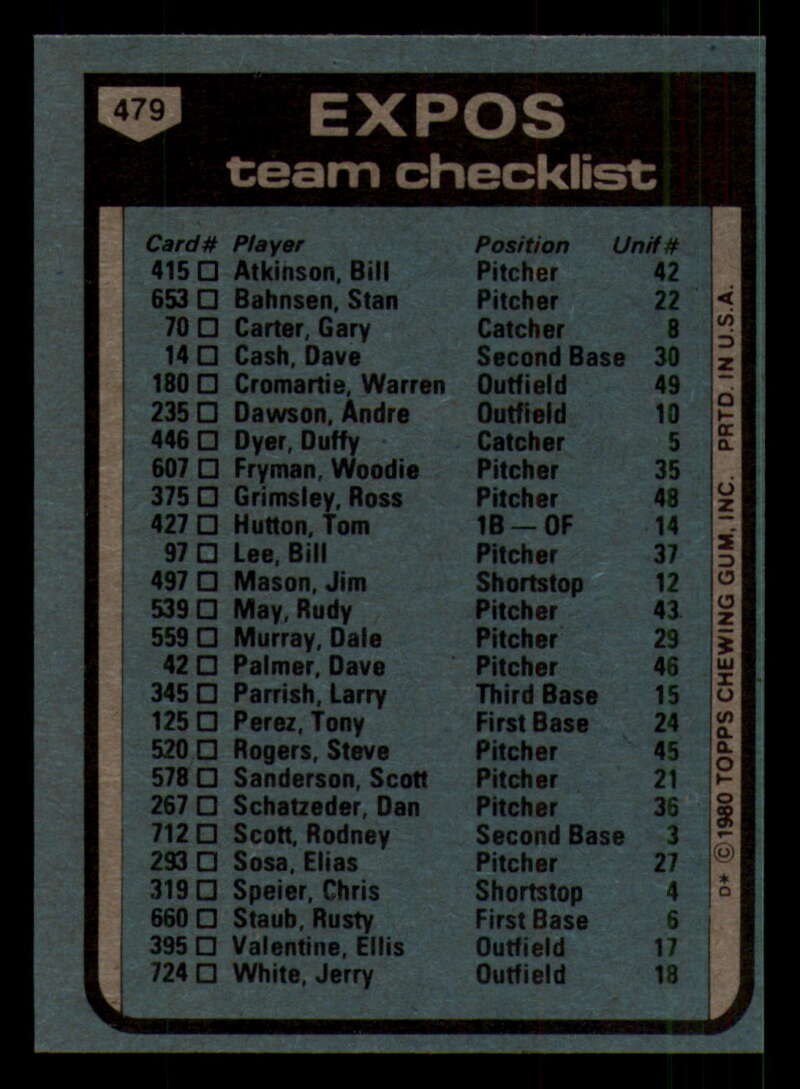 479
EXPOS
team checklist
Card# Player Position Unif#
415 □ Atkinson, Bill Pitcher 42
653 □ Bahnsen, Stan Pitcher 22
70 □ Carter, Gary Catcher 8
14 □ Cash, Dave Second Base 30
180 □ Cromartie, Warren Outfield 49
235 □ Dawson, Andre Outfield 10
446 □ Dyer, Duffy Catcher 5
607 □ Fryman, Woodie Pitcher 35
375 □ Grimsley, Ross Pitcher 48
427 □ Hutton, Tom 1B — OF 14
97 □ Lee, Bill Pitcher 37
497 □ Mason, Jim Shortstop 12
539 □ May, Rudy Pitcher 43
559 □ Murray, Dale Pitcher 29
42 □ Palmer, Dave Pitcher 46
345 □ Parrish, Larry Third Base 15
125 □ Perez, Tony First Base 24
520 □ Rogers, Steve Pitcher 45
578 □ Sanderson, Scott Pitcher 21
267 □ Schatzeder, Dan Pitcher 36
712 □ Scott, Rodney Second Base 3
293 □ Sosa, Elias Pitcher 27
319 □ Speier, Chris Shortstop 4
660 □ Staub, Rusty First Base 6
395 □ Valentine, Ellis Outfield 17
724 □ White, Jerry Outfield 18
D* © 1980 TOPPS CHEWING GUM, INC. PRTD. IN U.S.A.